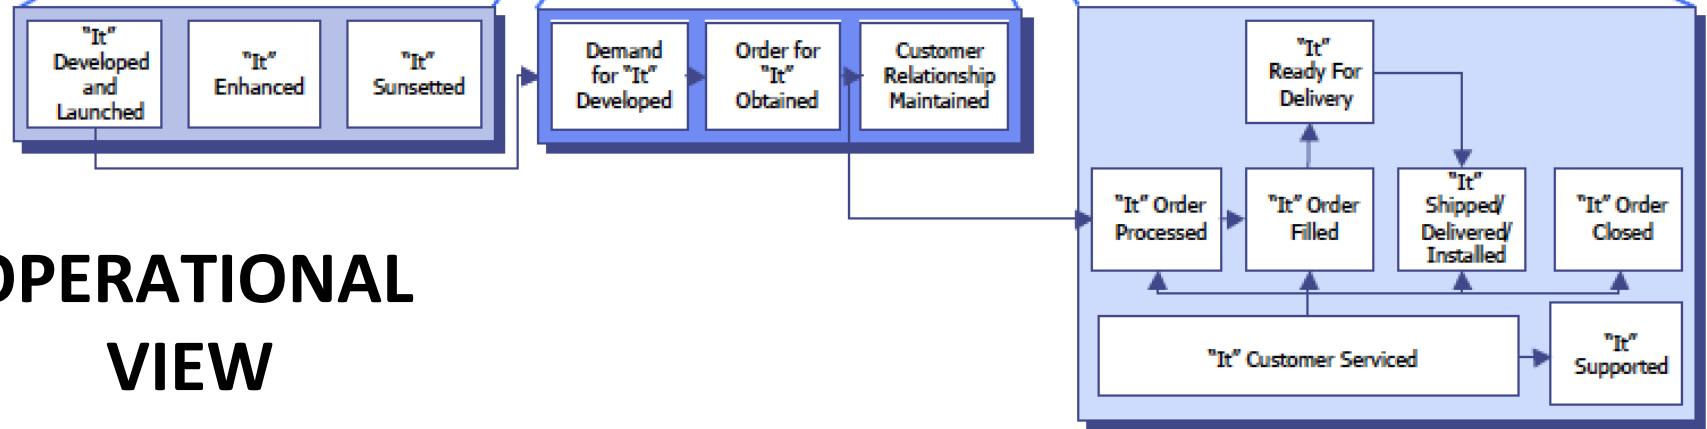 "It"
Developed
and
Launched
"It"
Enhanced
"It"
Sunsetted
Demand
for "It"
Developed
Order for
"It"
Obtained
Customer
Relationship
Maintained
"It"
Ready For
Delivery
"It" Order
Processed
"It" Order
Filled
"It"
Shipped/
Delivered/
Installed
"It" Order
Closed
"It" Customer Serviced
"It"
Supported
OPERATIONAL
VIEW